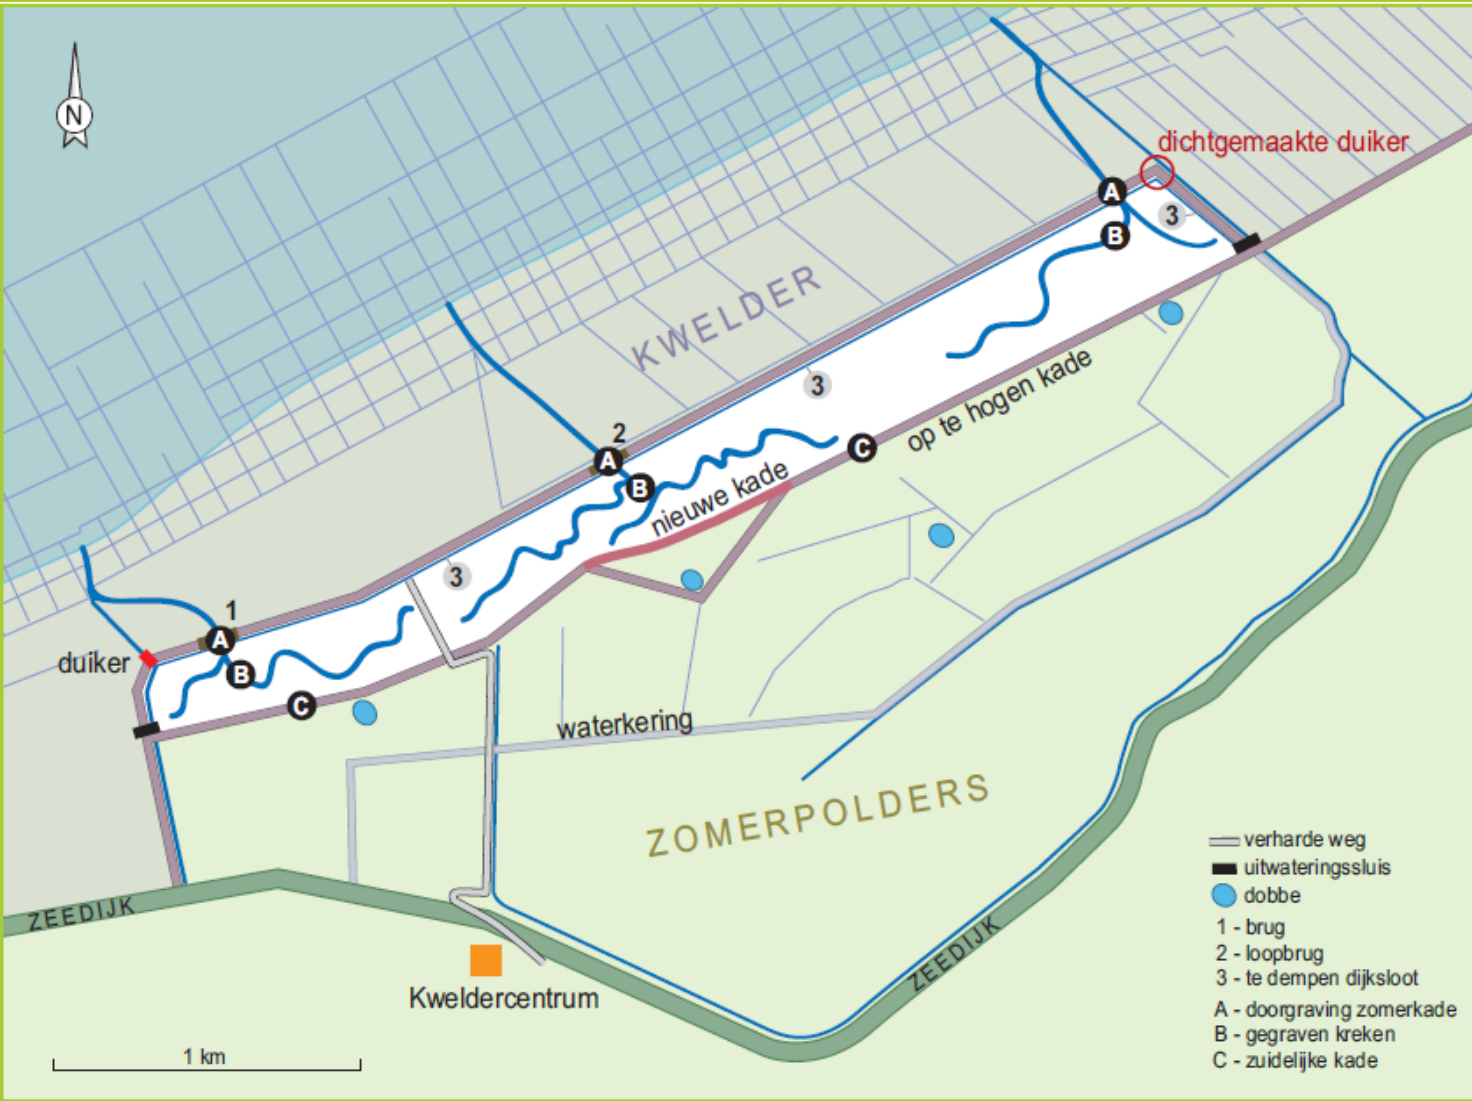 N
dichtgemaakte duiker
A
3
B
KWELDER
3
op te hogen kade
2
A
B
C
nieuwe kade
3
1
A
duiker
B
C
waterkering
ZOMERPOLDERS
ZEEDIJK
ZEEDIJK
Kweldercentrum
1 km
verharde weg
uitwateringssluis
dobbe
1 - brug
2 - loopbrug
3 - te dempen dijksloot
A - doorgraving zomerkade
B - gegraven kreken
C - zuidelijke kade